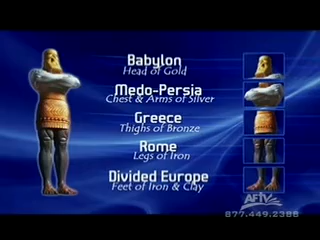 Babylon
Head of Gold
Medo-Persia
Chest & Arms of Silver
Greece
Thighs of Bronze
Rome
Legs of Iron
Divided Europe
Feet of Iron & Clay
AFTV
877.449.2388